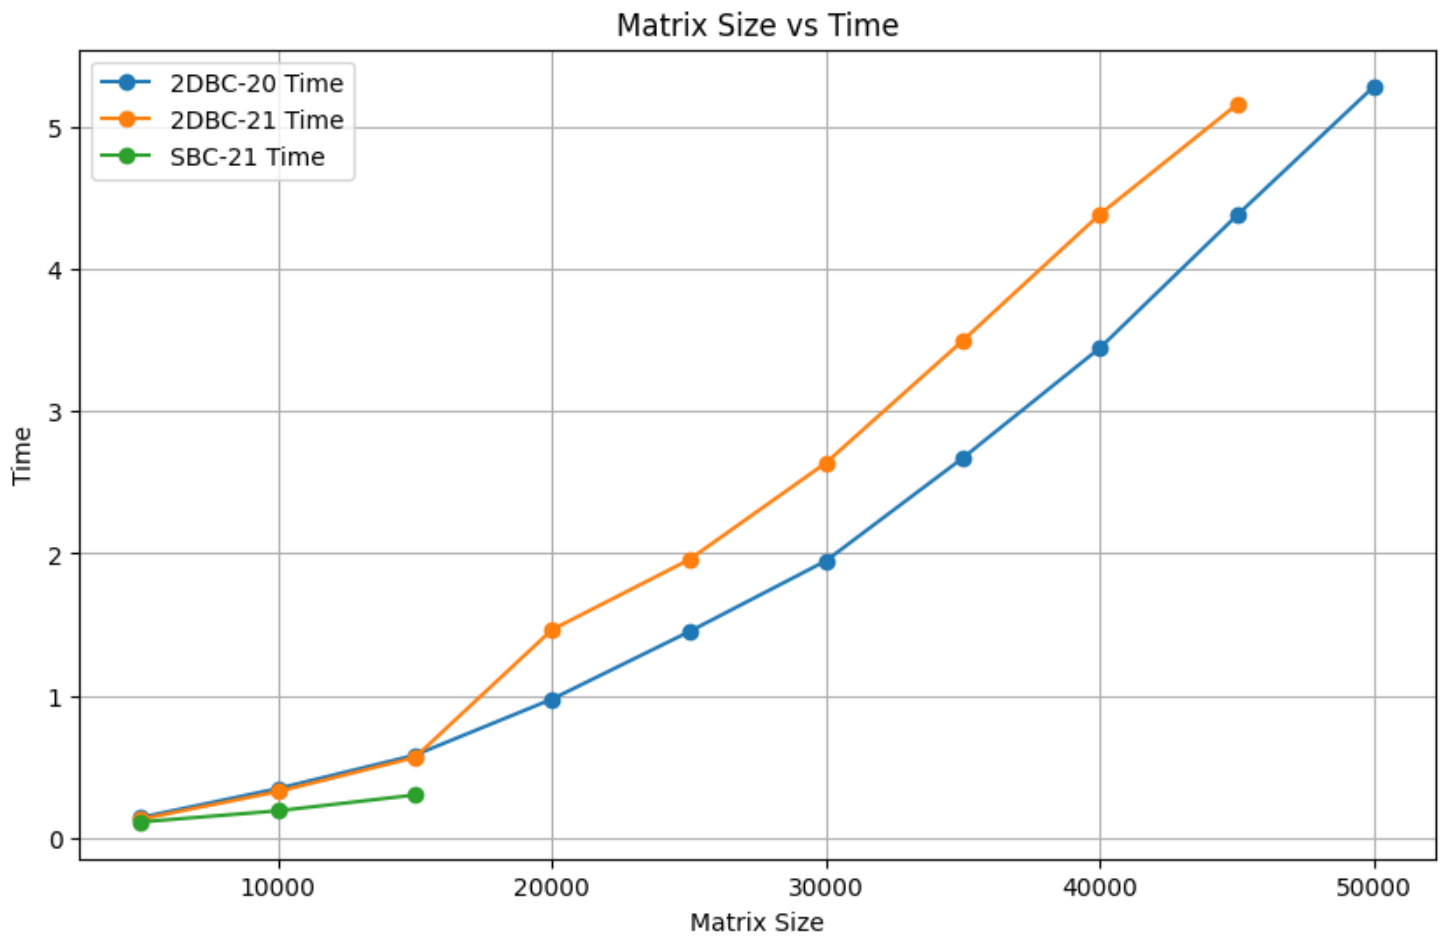 Matrix Size vs Time
2DBC-20 Time
2DBC-21 Time
SBC-21 Time
5
4
3
2
1
0
Time
10000 20000 30000 40000 50000
Matrix Size